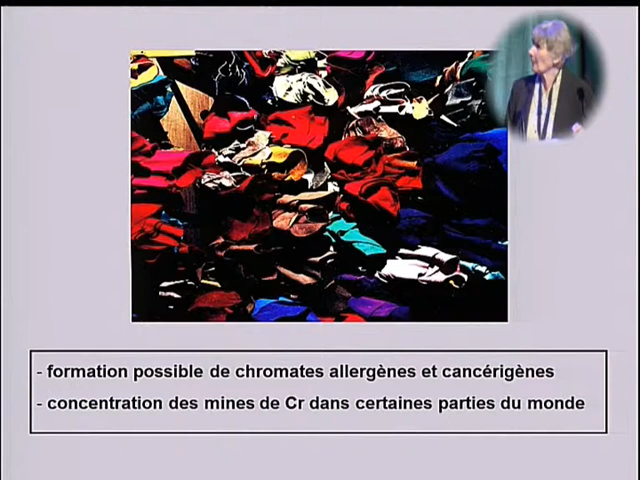 - formation possible de chromates allergènes et cancérigènes
- concentration des mines de Cr dans certaines parties du monde